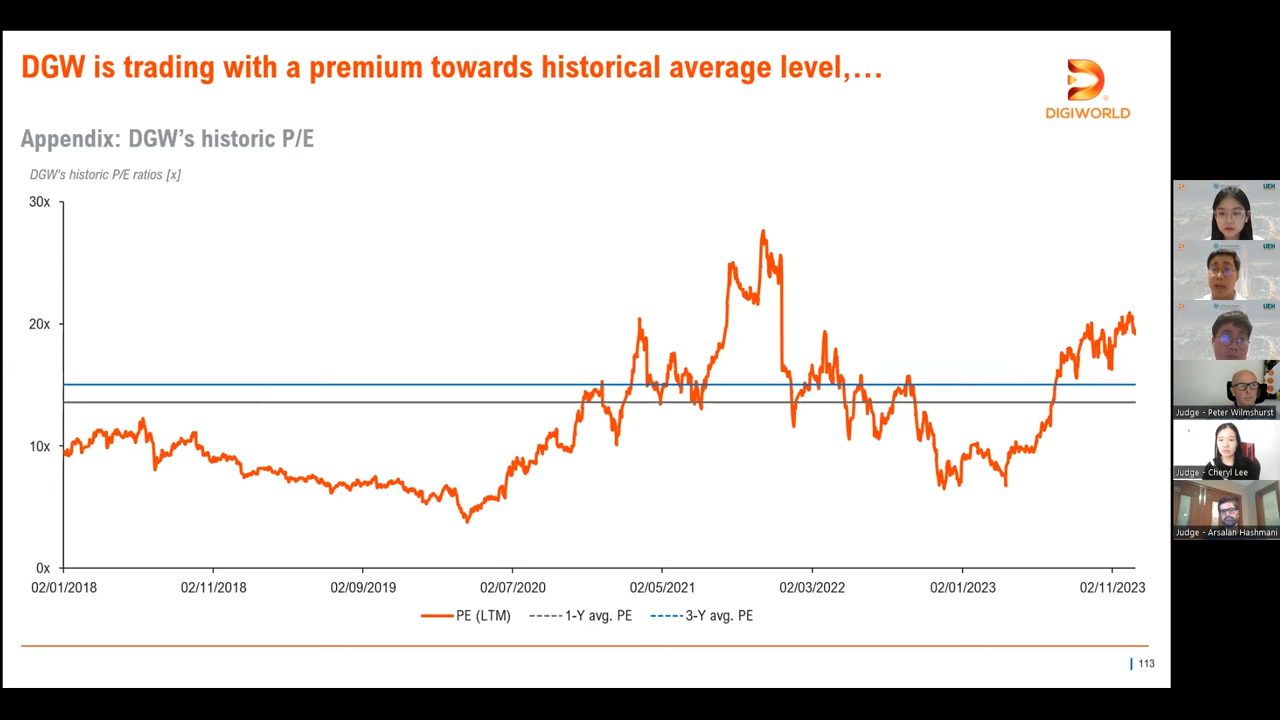 DGW is trading with a premium towards historical average level,…
DIGIWORLD
Appendix: DGW's historic P/E
DGW's historic P/E ratios [x]
30x
20x
10x
0x
02/01/2018
02/11/2018
02/09/2019
02/07/2020
02/05/2021
02/03/2022
02/01/2023
02/11/2023
PE (LTM)
1-Y avg. PE
3-Y avg. PE
113
UEH
UEH
UEH
Judge - Peter Wilmshurst
Judge - Cheryl Lee
Judge - Arsalan Hashmani